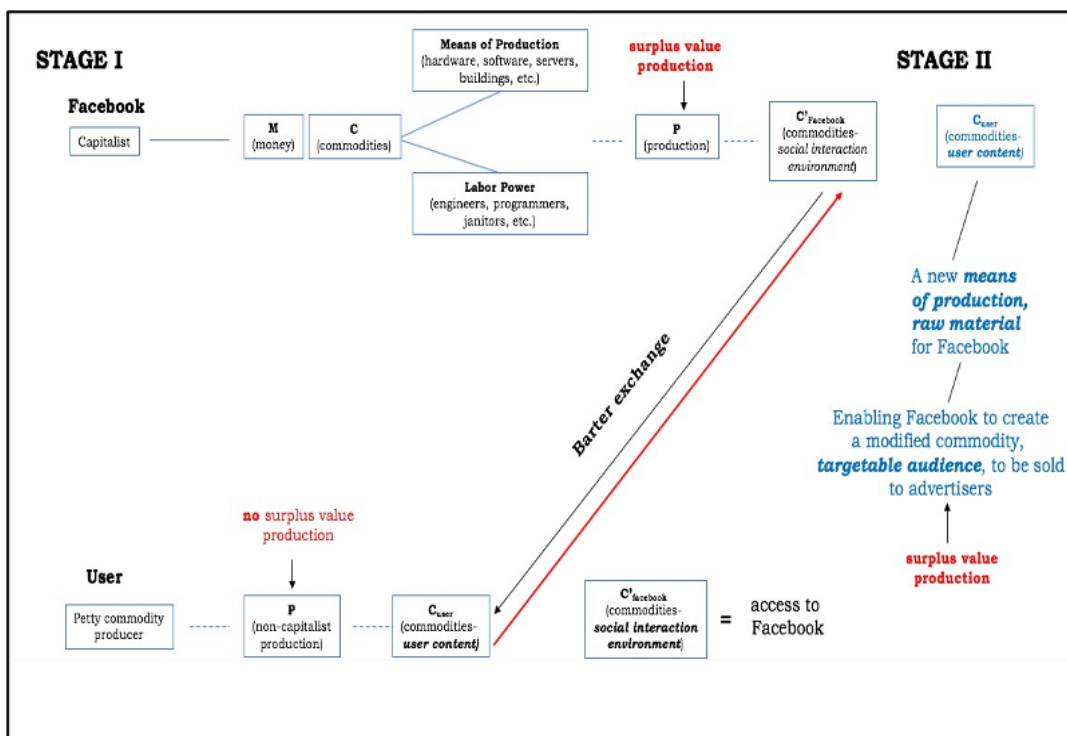 STAGE I
Means of Production
(hardware, software, servers,
buildings, etc.)
surplus value
production
STAGE II
Facebook
Capitalist
M
(money)
C
(commodities)
P
(production)
C'Facebook
(commodities-
social interaction
environment)
Cuser
(commodities-
user content)
Labor Power
(engineers, programmers,
janitors, etc.)
A new means
of production,
raw material
for Facebook
Barter exchange
Enabling Facebook to create
a modified commodity,
targetable audience, to be sold
to advertisers
surplus value
production
no surplus value
production
User
Petty commodity
producer
P
(non-capitalist
production)
Cuser
(commodities-
user content)
C'facebook
(commodities-
social interaction
environment)
=
access to
Facebook